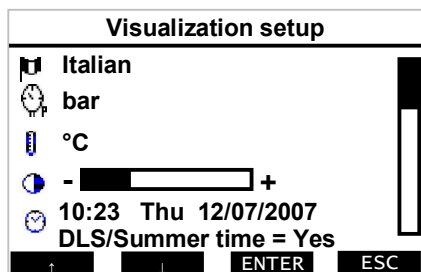 Visualization setup
Italian
bar
°C
- +
10:23 Thu 12/07/2007
DLS/Summer time = Yes
↑ ↓ ENTER ESC